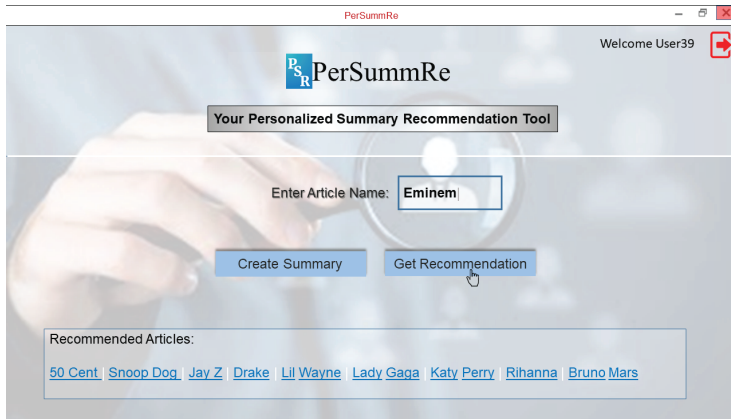 PerSummRe
Welcome User39
PSR PerSummRe
Your Personalized Summary Recommendation Tool
Enter Article Name: Eminem
Create Summary Get Recommendation
Recommended Articles:
50 Cent | Snoop Dog | Jay Z | Drake | Lil Wayne | Lady Gaga | Katy Perry | Rihanna | Bruno Mars